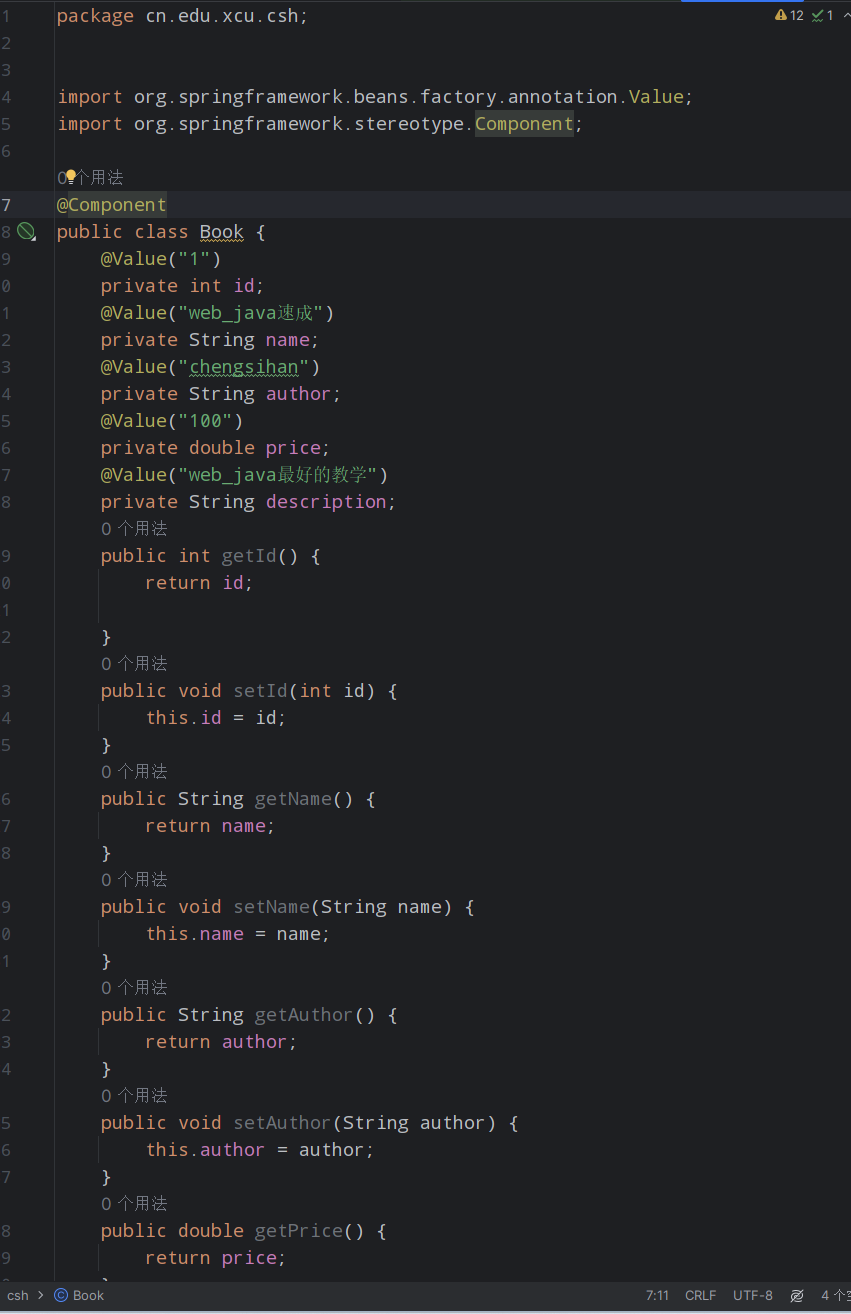 1 package cn.edu.xcu.csh; 12 1
2
3
4 import org.springframework.beans.factory.annotation.Value;
5 import org.springframework.stereotype.Component;
6
0个用法
7 @Component
8 public class Book {
9 @Value("1")
0 private int id;
1 @Value("web_java速成")
2 private String name;
3 @Value("chengsihan")
4 private String author;
5 @Value("100")
6 private double price;
7 @Value("web_java最好的教学")
8 private String description;
0 个用法
9 public int getId() {
0 return id;
1
2 }
0 个用法
3 public void setId(int id) {
4 this.id = id;
5 }
0 个用法
6 public String getName() {
7 return name;
8 }
0 个用法
9 public void setName(String name) {
0 this.name = name;
1 }
0 个用法
2 public String getAuthor() {
3 return author;
4 }
0 个用法
5 public void setAuthor(String author) {
6 this.author = author;
7 }
0 个用法
8 public double getPrice() {
9 return price;
csh > © Book 7:11 CRLF UTF-8 4 个